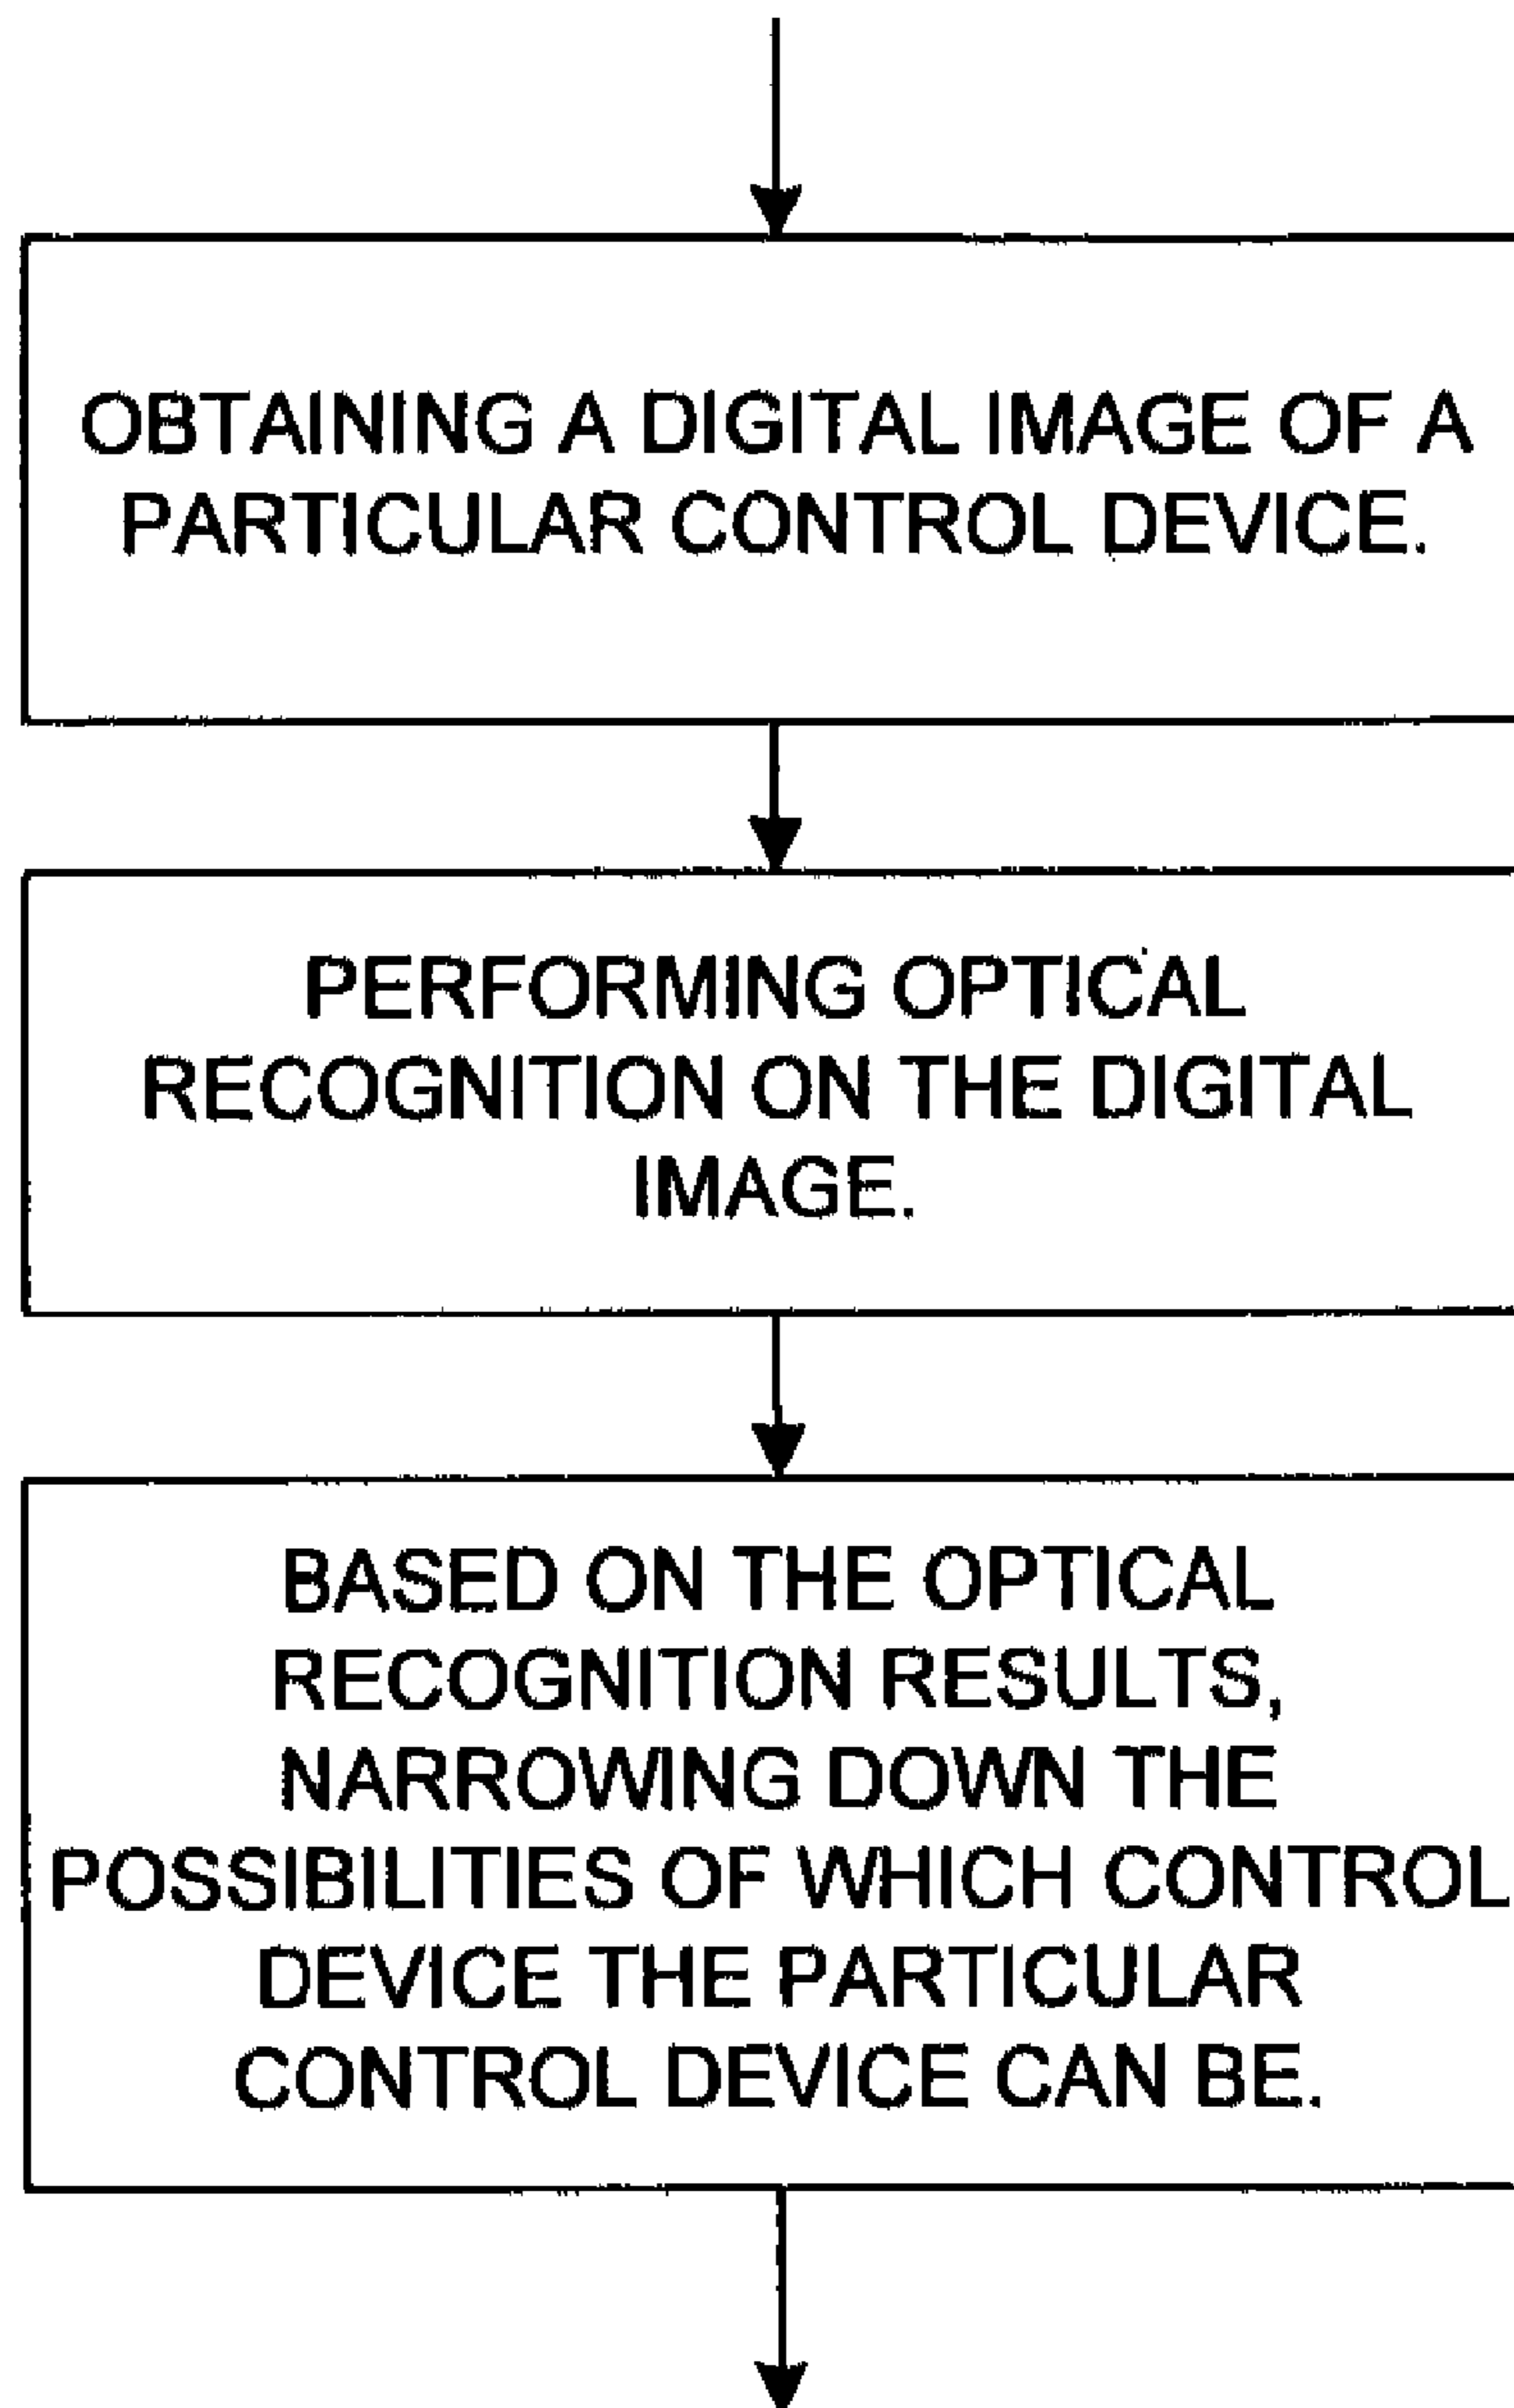 OBTAINING A DIGITAL IMAGE OF A
PARTICULAR CONTROL DEVICE.
PERFORMING OPTICAL
RECOGNITION ON THE DIGITAL
IMAGE.
BASED ON THE OPTICAL
RECOGNITION RESULTS,
NARROWING DOWN THE
POSSIBILITIES OF WHICH CONTROL
DEVICE THE PARTICULAR
CONTROL DEVICE CAN BE.